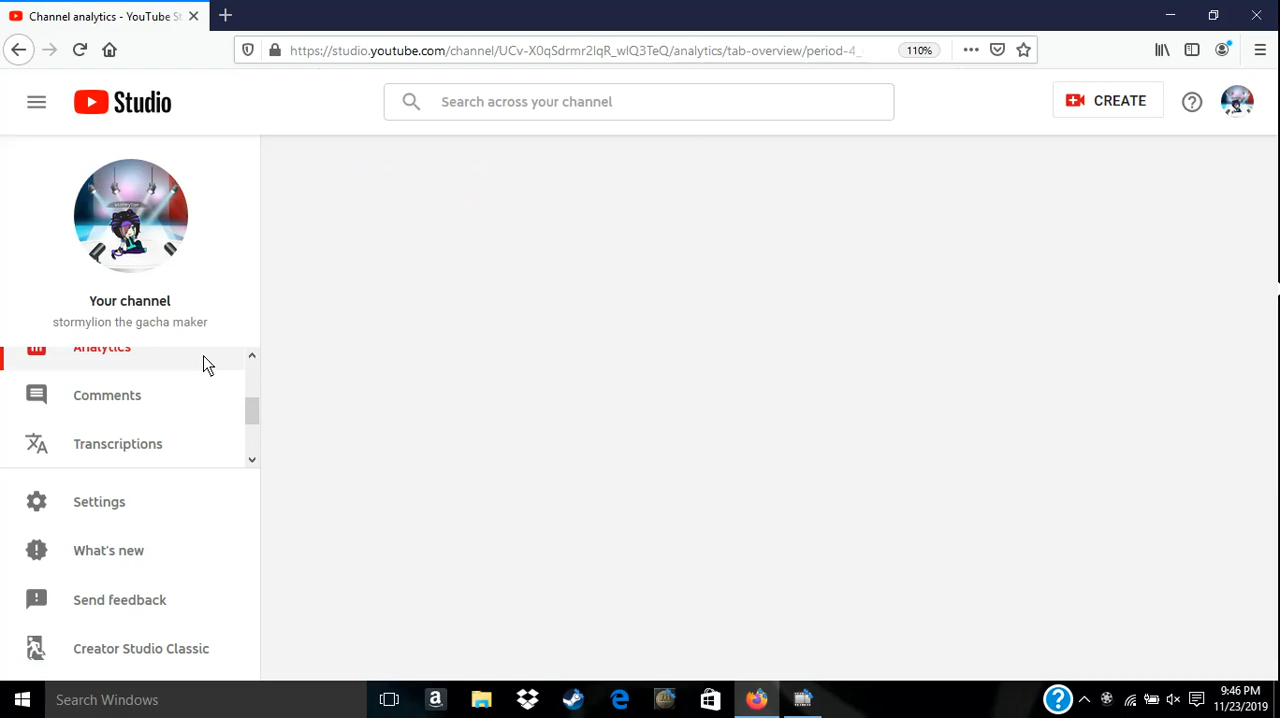 Channel analytics - YouTube St
https://studio.youtube.com/channel/UCv-X0qSdrmr2IqR_wIQ3TeQ/analytics/tab-overview/period-4_
110%
Studio
Search across your channel
CREATE
Your channel
stormylion the gacha maker
Analytics
Comments
Transcriptions
Settings
What's new
Send feedback
Creator Studio Classic
Search Windows
9:46 PM
11/23/2019